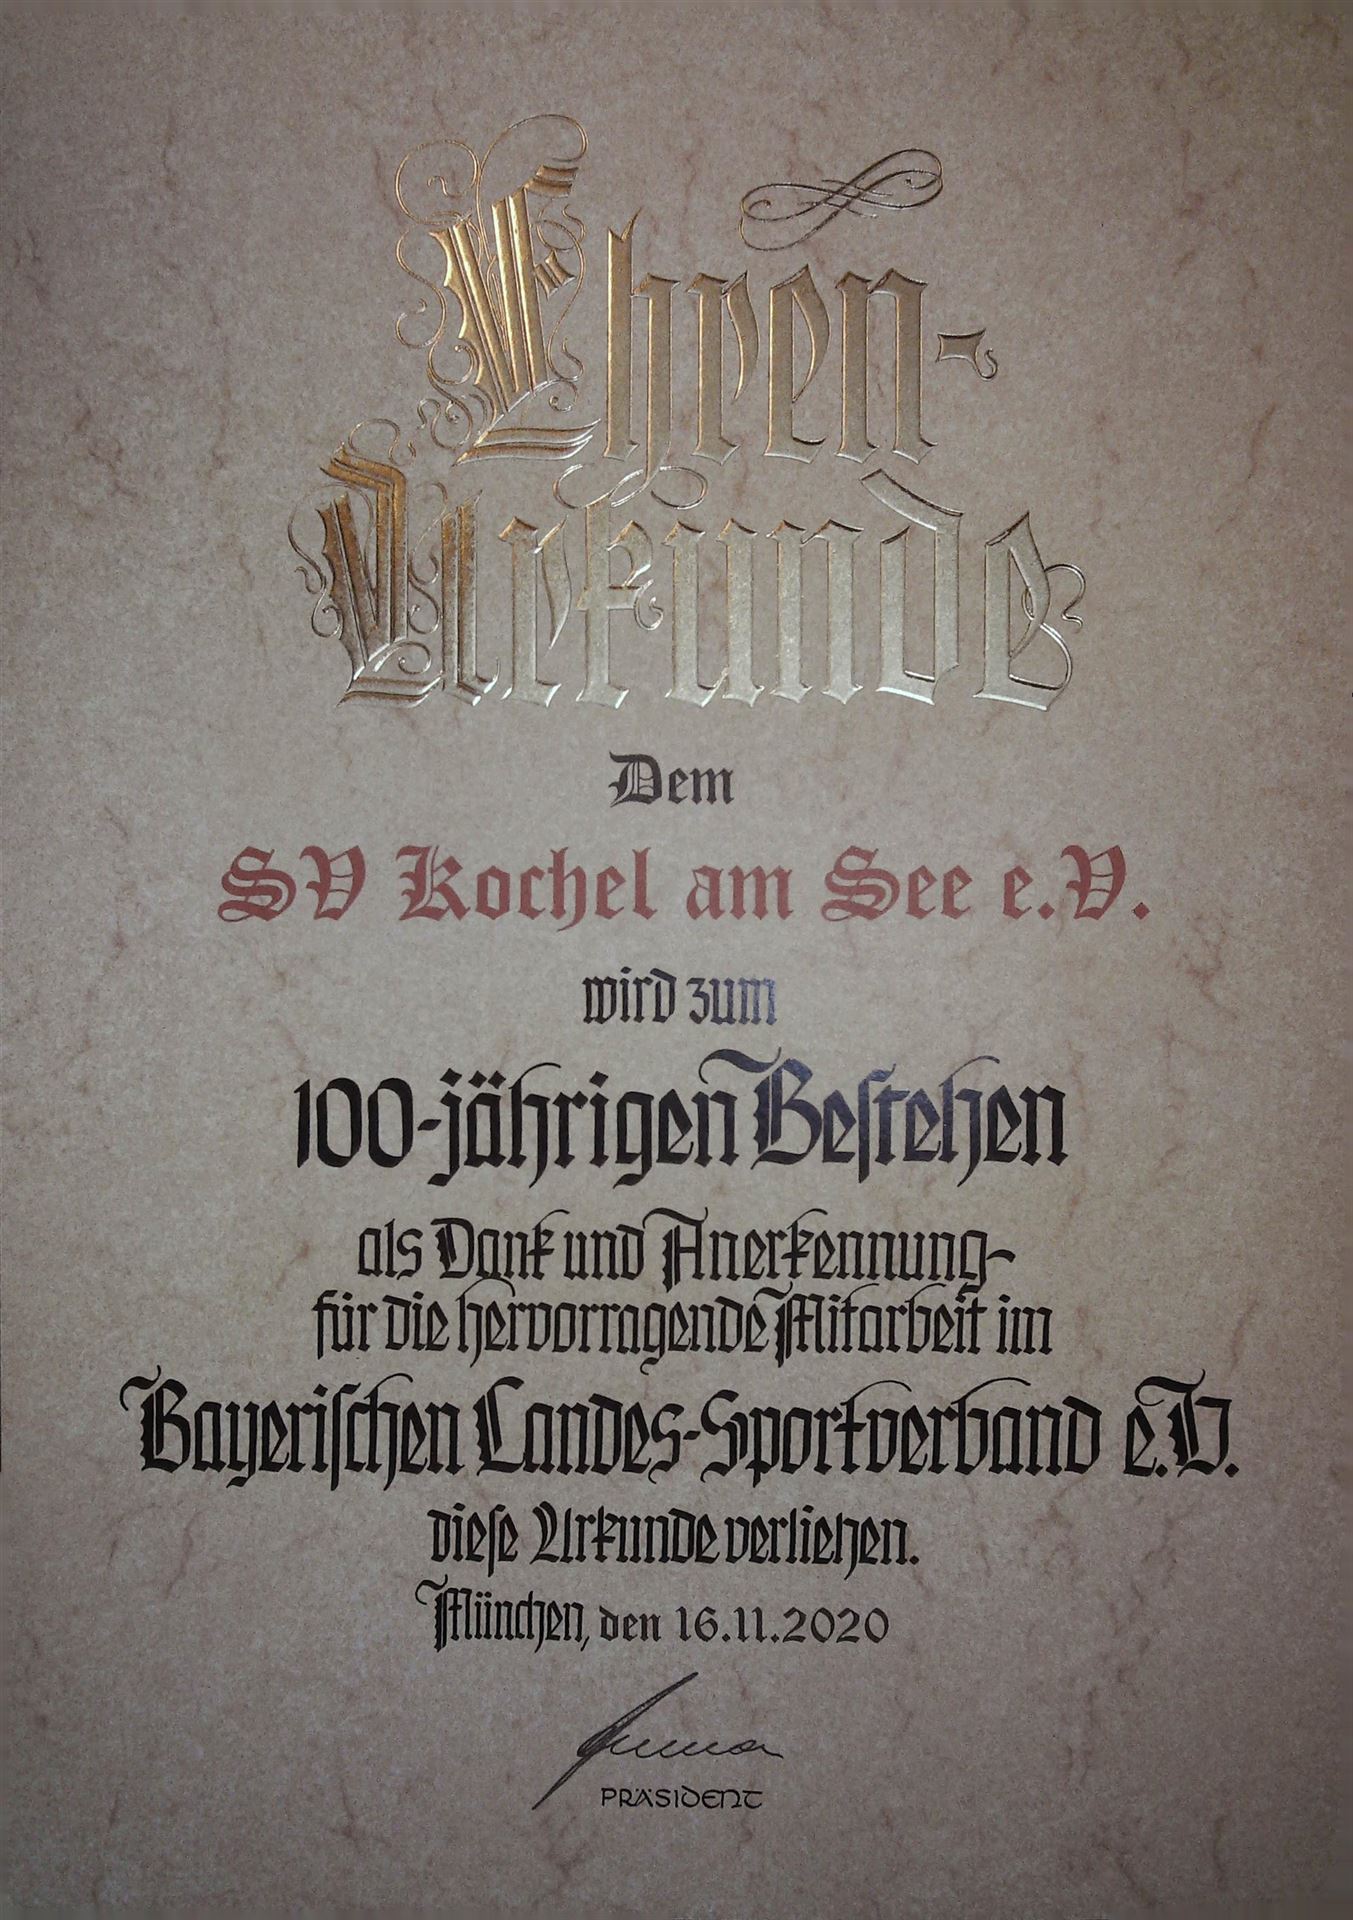 Ehren-
Urkunde
Dem
SV Kochel am See e.V.
wird zum
100-jährigen Bestehen
als Dank und Anerkennung
für die hervorragende Mitarbeit im
Bayerischen Landes-Sportverband e.V.
diese Urkunde verliehen.
München, den 16.11.2020
PRÄSIDENT